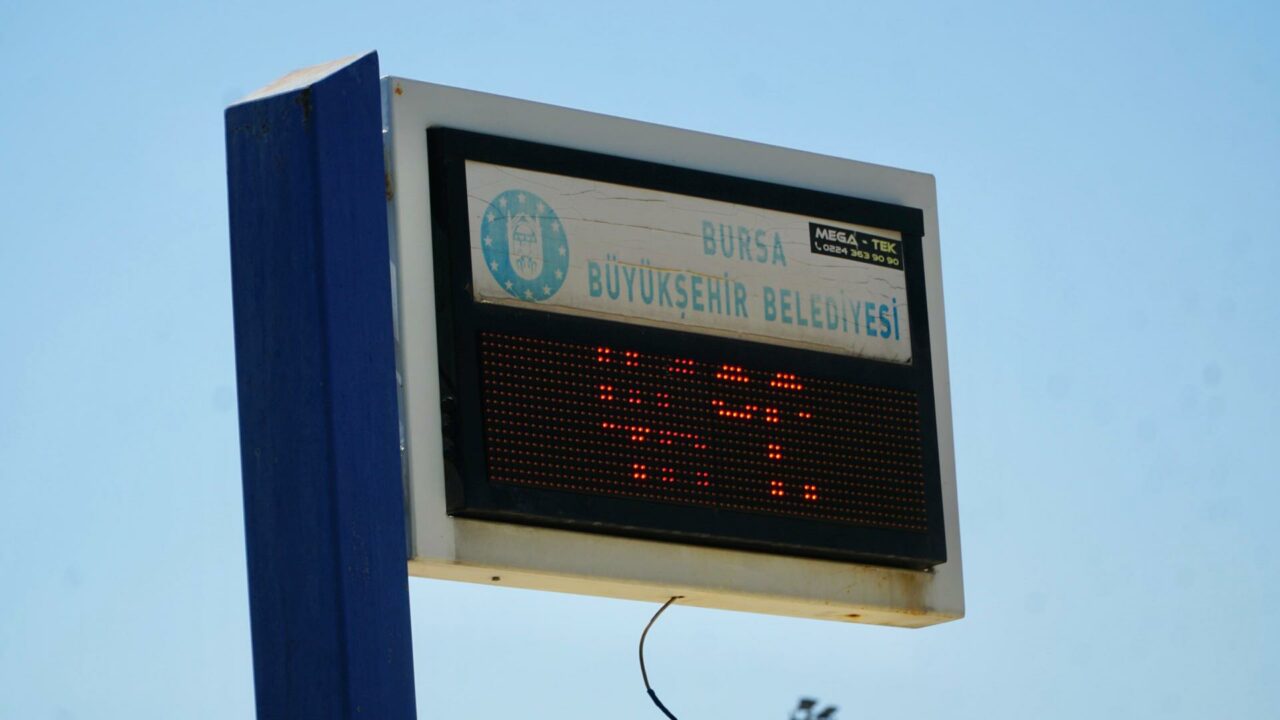 BURSA
BÜYÜKŞEHİR BELEDİYESİ
MEGA - TEK
0224 363 90 90